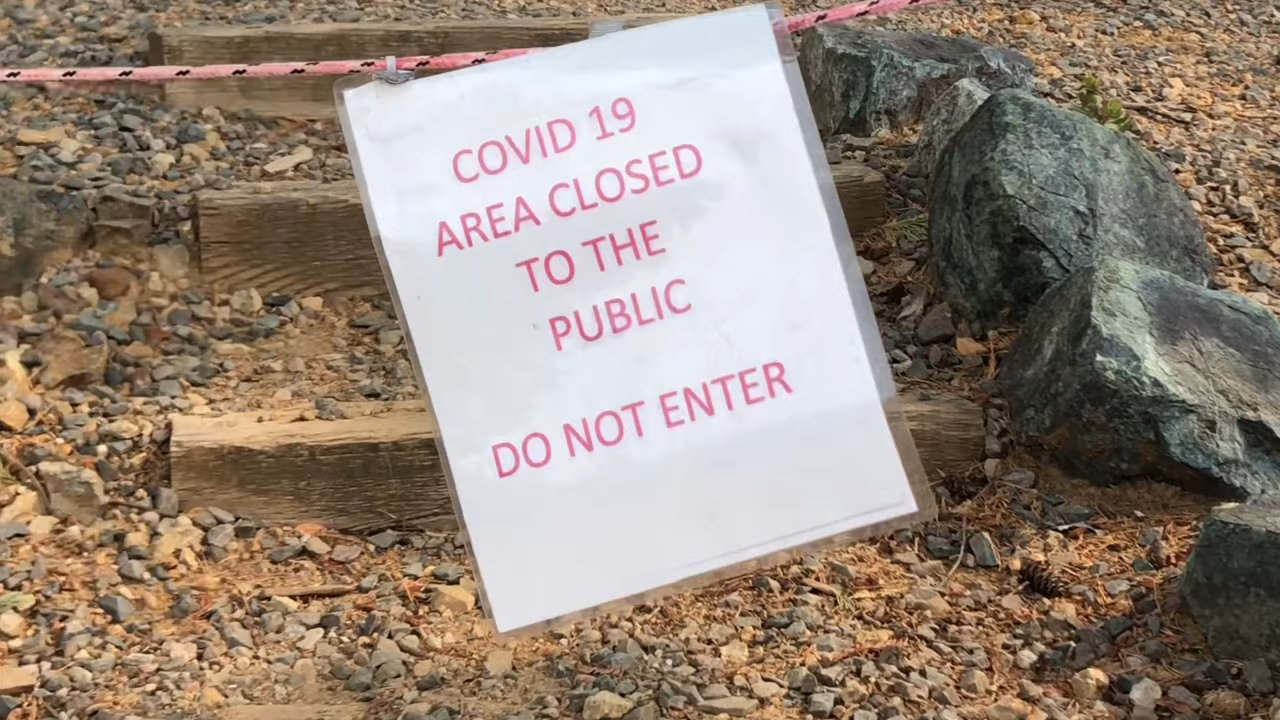 COVID 19
AREA CLOSED
TO THE
PUBLIC
DO NOT ENTER